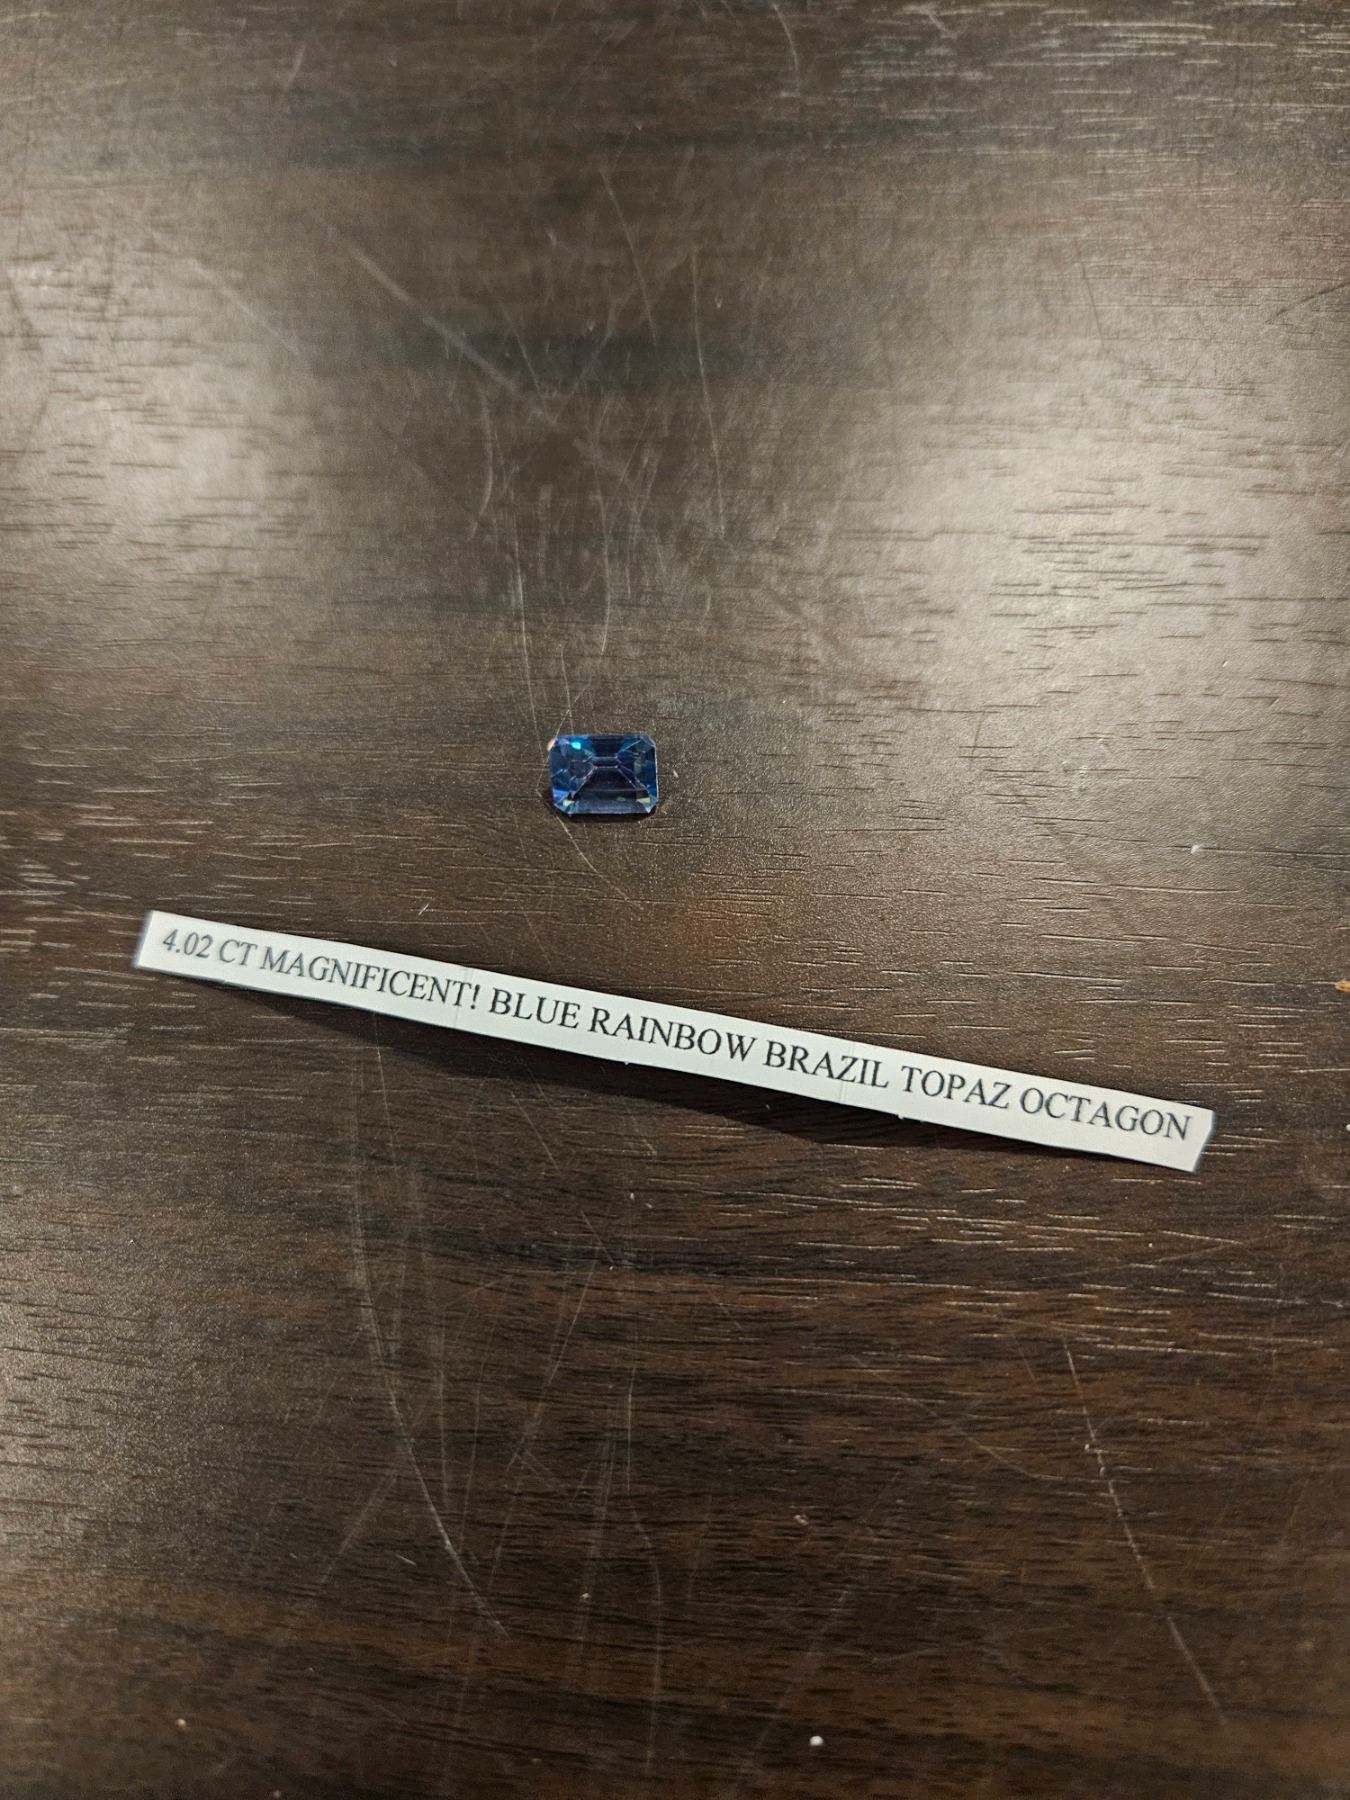 4.02 CT MAGNIFICENT! BLUE RAINBOW BRAZIL TOPAZ OCTAGON